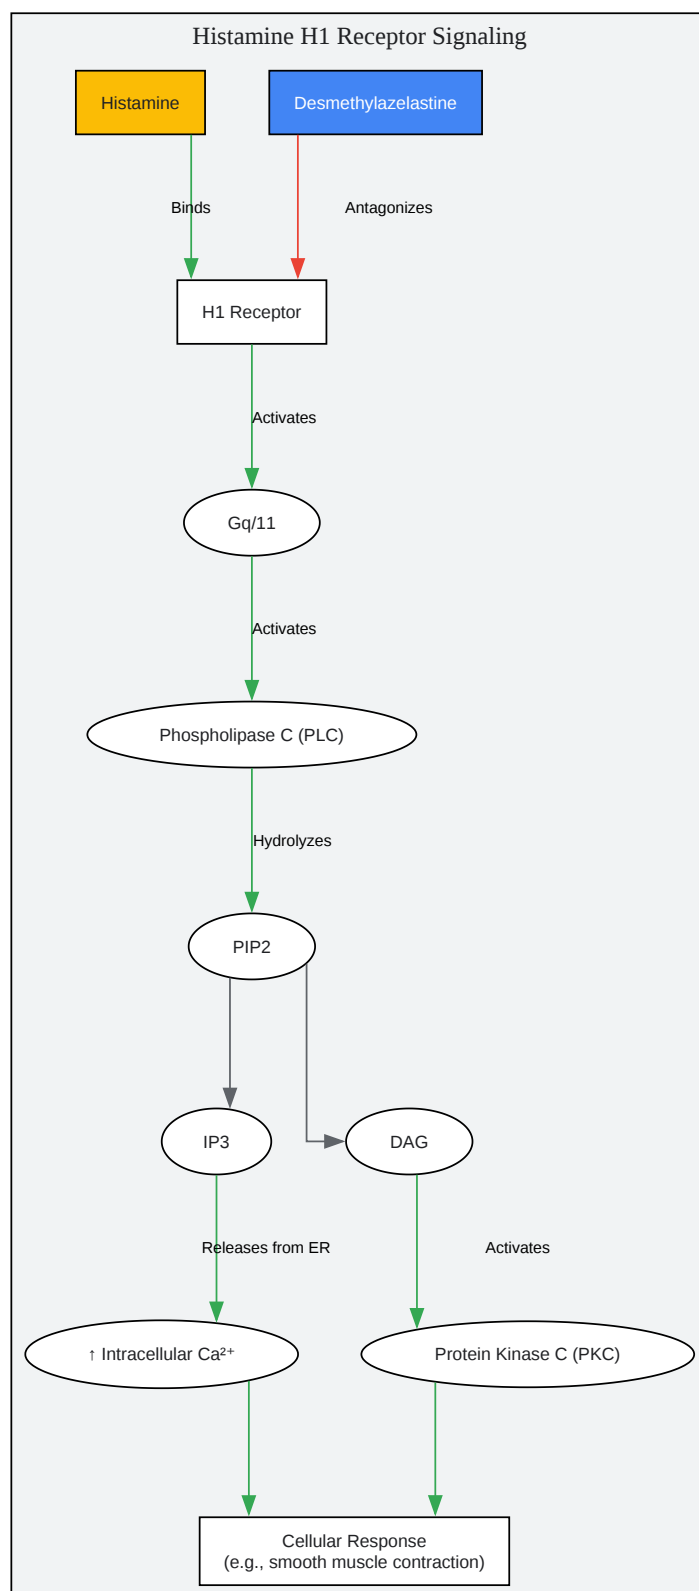 Histamine H1 Receptor Signaling
Histamine
Desmethylazelastine
Binds
Antagonizes
H1 Receptor
Activates
Gq/11
Activates
Phospholipase C (PLC)
Hydrolyzes
PIP2
IP3
DAG
Releases from ER
Activates
↑ Intracellular Ca²⁺
Protein Kinase C (PKC)
Cellular Response
(e.g., smooth muscle contraction)